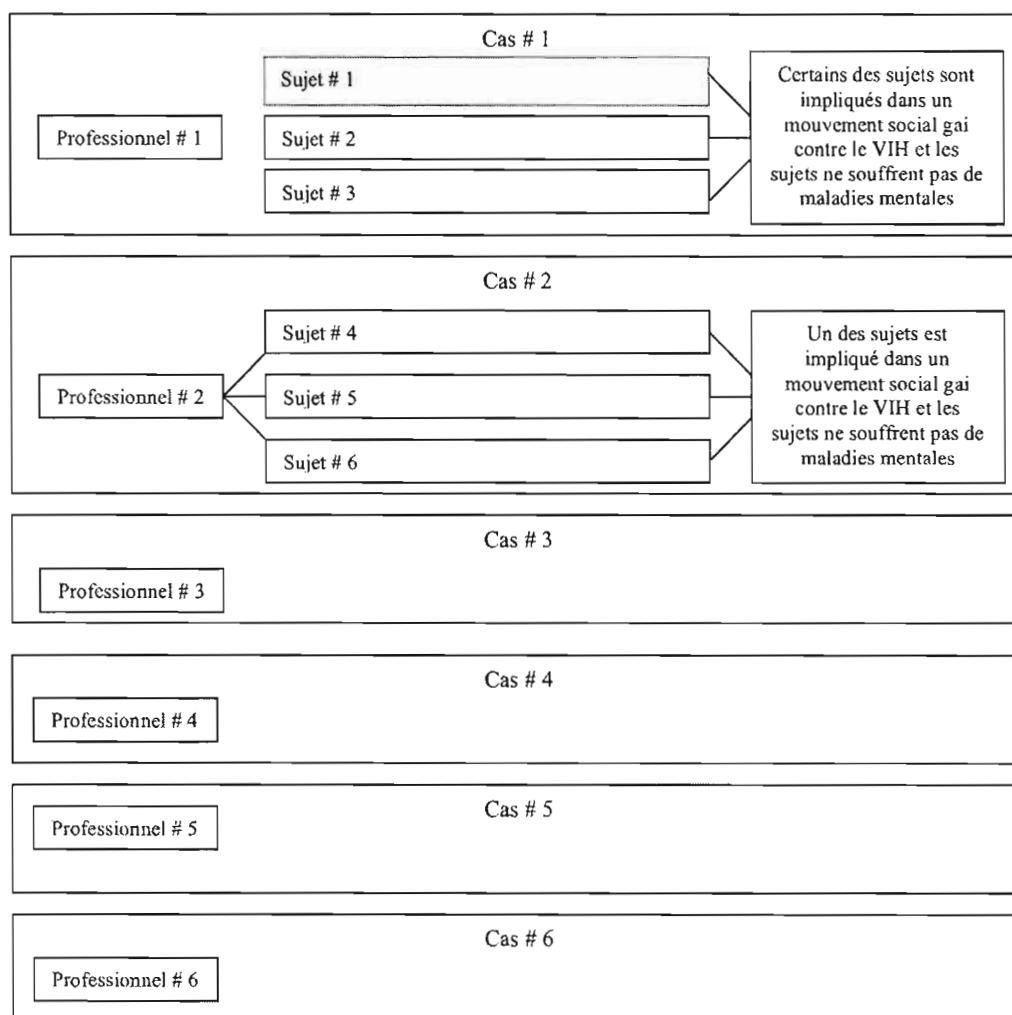 Cas # 1
Sujet # 1
Professionnel # 1
Sujet # 2
Sujet # 3
Certains des sujets sont
impliqués dans un
mouvement social gai
contre le VIH et les
sujets ne souffrent pas de
maladies mentales
Cas # 2
Sujet # 4
Professionnel # 2
Sujet # 5
Sujet # 6
Un des sujets est
impliqué dans un
mouvement social gai
contre le VIH et les
sujets ne souffrent pas de
maladies mentales
Cas # 3
Professionnel # 3
Cas # 4
Professionnel # 4
Cas # 5
Professionnel # 5
Cas # 6
Professionnel # 6